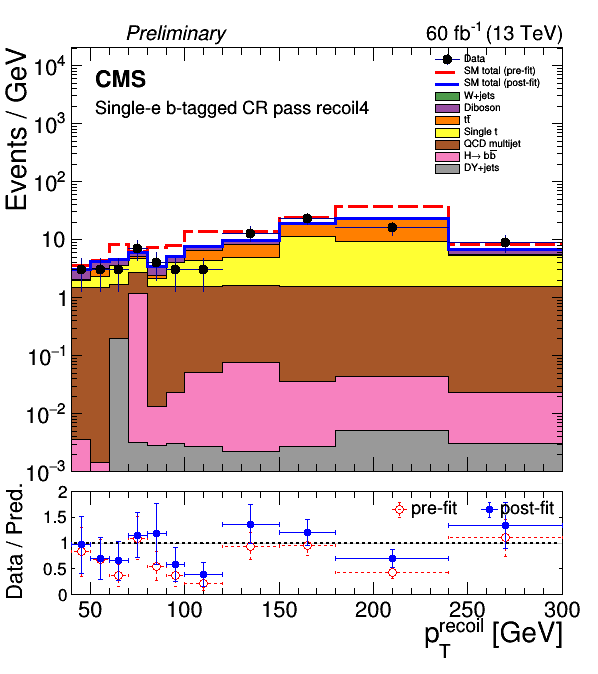 Preliminary 60 fb⁻¹ (13 TeV)
CMS
Single-e b-tagged CR pass recoil4
Data
SM total (pre-fit)
SM total (post-fit)
W+jets
Diboson
tt̅
Single t
QCD multijet
H→ bb̅
DY+jets
Events / GeV
10⁴
10³
10²
10
1
10⁻¹
10⁻²
10⁻³
pre-fit post-fit
Data / Pred.
2
1.5
1
0.5
0
50 100 150 200 250 300
p_T^recoil [GeV]